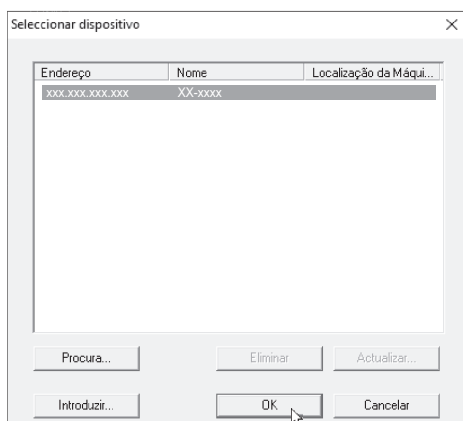 Seleccionar dispositivo
Endereço Nome Localização da Máqui...
xxx.xxx.xxx.xxx XX-xxxx
Procura... Eliminar Actualizar...
Introduzir... OK Cancelar